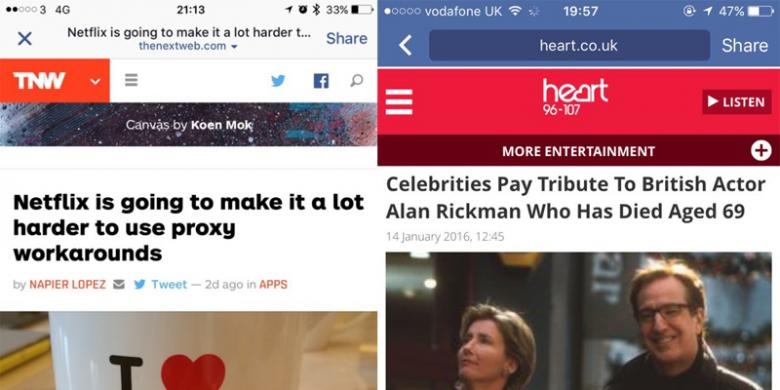 3 4G 21:13 33%
Netflix is going to make it a lot harder t...
thenextweb.com
Share
TNW
Canvas by Koen Mok
Netflix is going to make it a lot
harder to use proxy
workarounds
by NAPIER LOPEZ Tweet — 2d ago in APPS
I
vodafone UK 19:57 47%
heart.co.uk Share
heart
96-107
LISTEN
MORE ENTERTAINMENT
Celebrities Pay Tribute To British Actor
Alan Rickman Who Has Died Aged 69
14 January 2016, 12:45